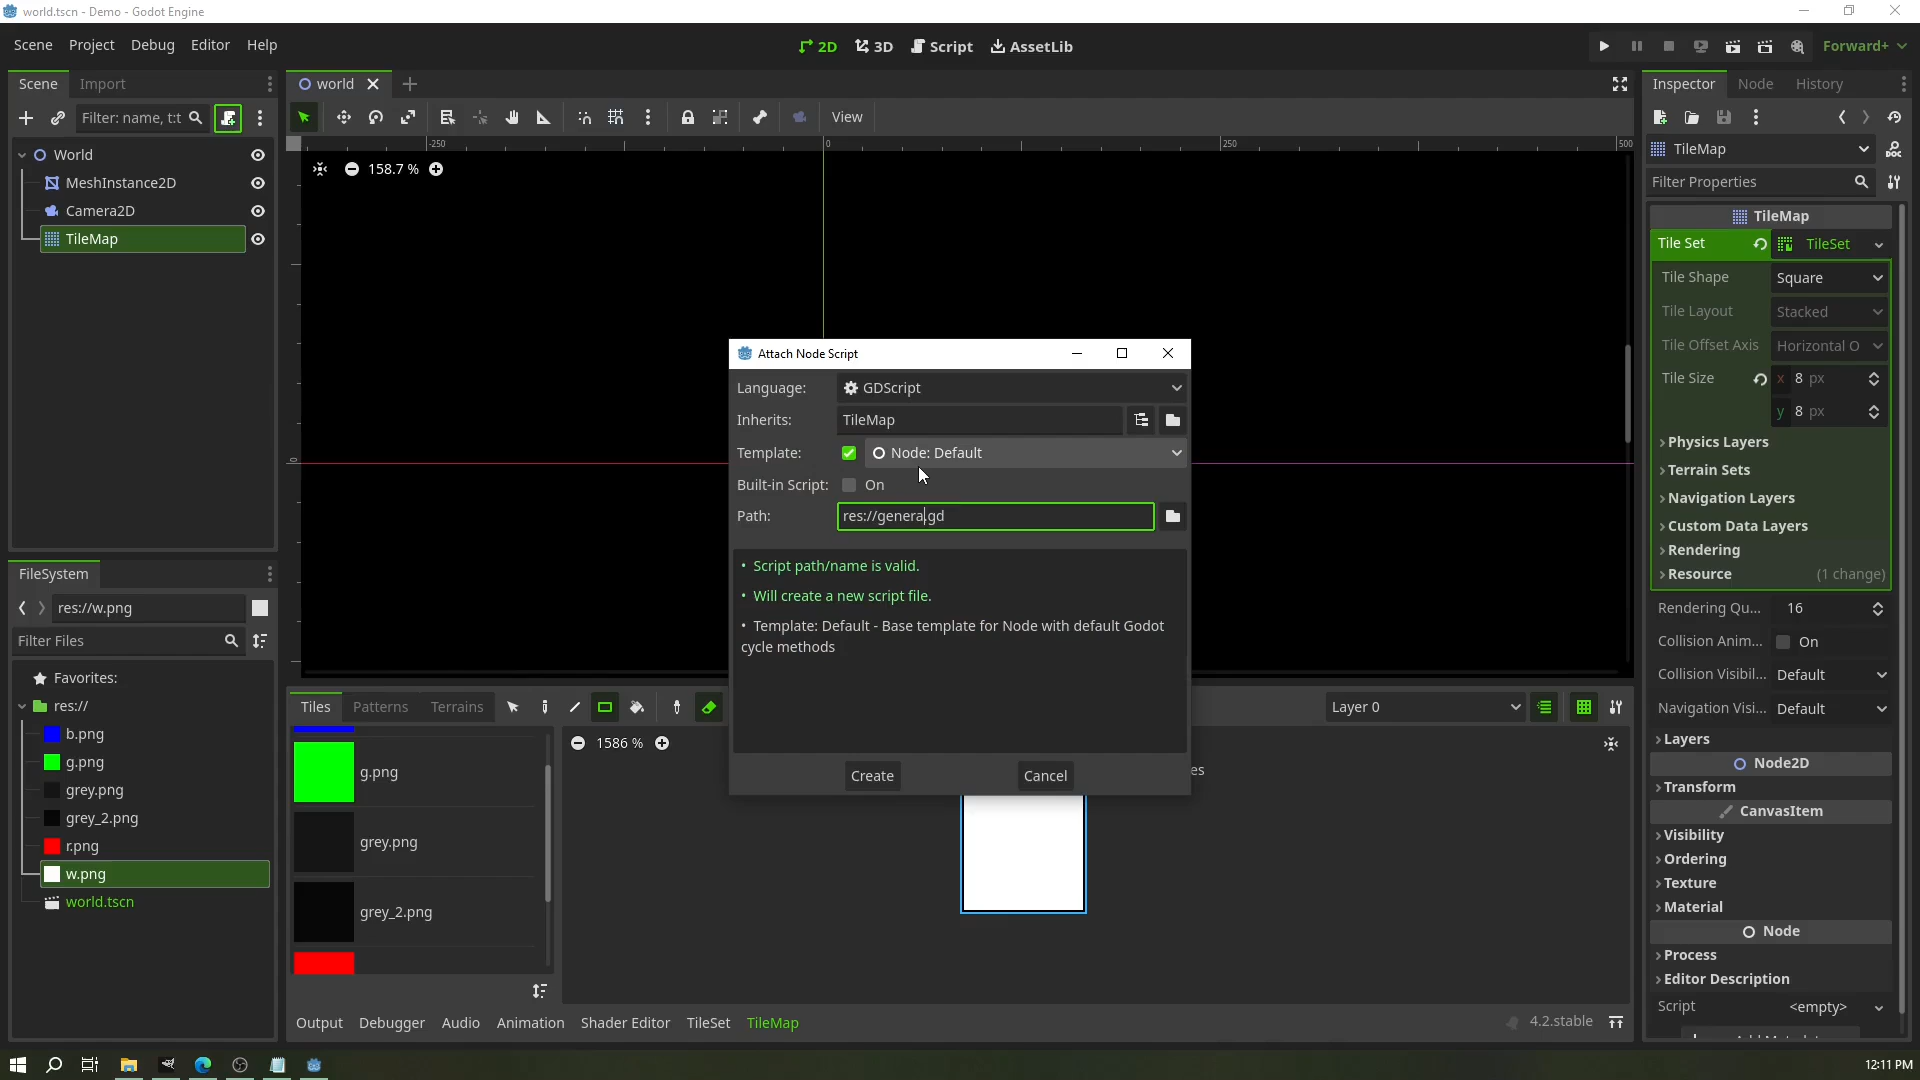 world.tscn - Demo - Godot Engine
Scene Project Debug Editor Help
2D 3D Script AssetLib
Forward+
Scene Import
world
Inspector Node History
Filter: name, t:t
View
World
MeshInstance2D
Camera2D
TileMap
-250 0 250 500
158.7 %
0
TileMap
Filter Properties
TileMap
Tile Set TileSet
Tile Shape Square
Tile Layout Stacked
Tile Offset Axis Horizontal O
Tile Size x 8 px
y 8 px
Physics Layers
Terrain Sets
Navigation Layers
Custom Data Layers
Rendering
Resource (1 change)
Rendering Qu... 16
Collision Anim... On
Collision Visibil... Default
Navigation Visi... Default
Layers
Node2D
Transform
CanvasItem
Visibility
Ordering
Texture
Material
Node
Process
Editor Description
Script <empty>
Attach Node Script
Language: GDScript
Inherits: TileMap
Template: Node: Default
Built-in Script: On
Path: res://genera.gd
• Script path/name is valid.
• Will create a new script file.
• Template: Default - Base template for Node with default Godot
cycle methods
Create Cancel
FileSystem
res://w.png
Filter Files
Favorites:
res://
b.png
g.png
grey.png
grey_2.png
r.png
w.png
world.tscn
Tiles Patterns Terrains
Layer 0
1586 %
g.png
grey.png
grey_2.png
Output Debugger Audio Animation Shader Editor TileSet TileMap
4.2.stable
12:11 PM